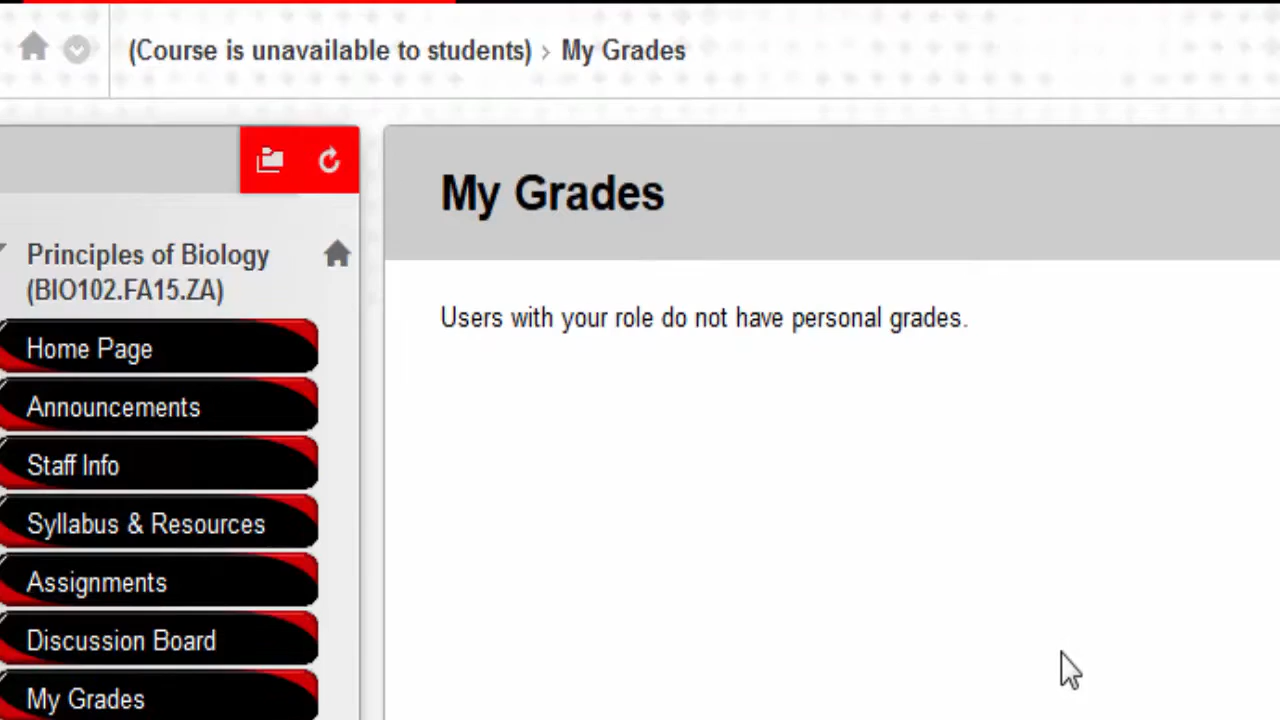 (Course is unavailable to students) › My Grades
My Grades
Users with your role do not have personal grades.
Principles of Biology
(BIO102.FA15.ZA)
Home Page
Announcements
Staff Info
Syllabus & Resources
Assignments
Discussion Board
My Grades